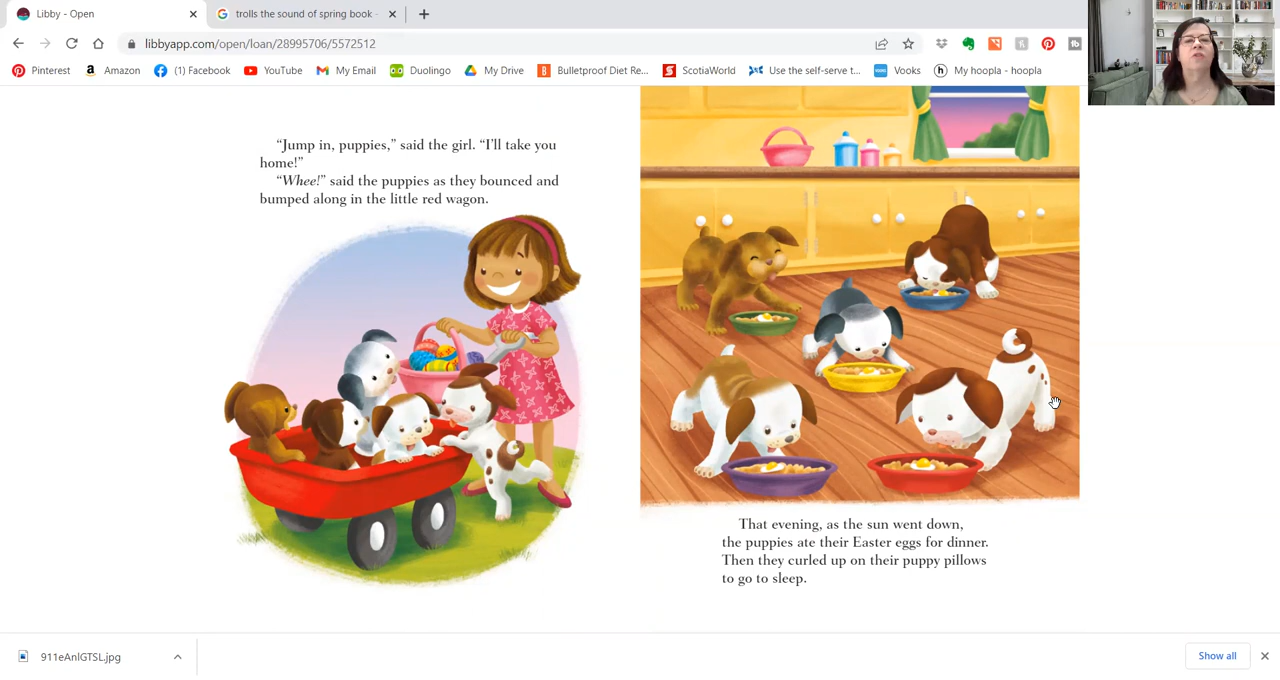 Libby - Open
trolls the sound of spring book -
libbyapp.com/open/loan/28995706/5572512
Pinterest
Amazon
(1) Facebook
YouTube
My Email
Duolingo
My Drive
Bulletproof Diet Re...
ScotiaWorld
Use the self-serve t...
Vooks
My hoopla - hoopla
“Jump in, puppies,” said the girl. “I’ll take you
home!”
“Whee!” said the puppies as they bounced and
bumped along in the little red wagon.
That evening, as the sun went down,
the puppies ate their Easter eggs for dinner.
Then they curled up on their puppy pillows
to go to sleep.
911eAnlGTSL.jpg
Show all